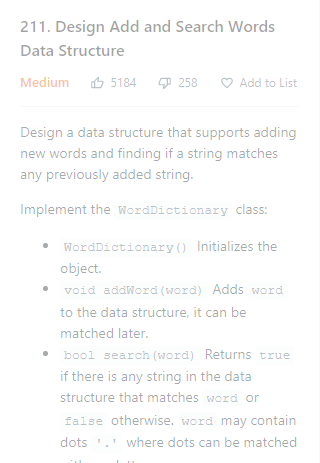 211. Design Add and Search Words
Data Structure
Medium 5184 258 Add to List
Design a data structure that supports adding
new words and finding if a string matches
any previously added string.
Implement the WordDictionary class:
• WordDictionary() Initializes the
object.
• void addWord(word) Adds word
to the data structure, it can be
matched later.
• bool search(word) Returns true
if there is any string in the data
structure that matches word or
false otherwise. word may contain
dots '.' where dots can be matched